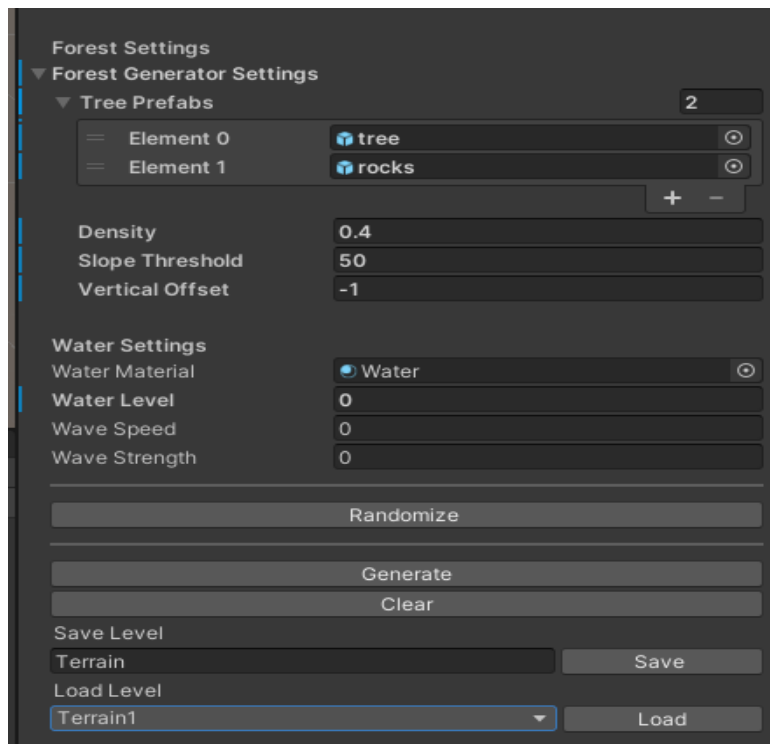 Forest Settings
Forest Generator Settings
Tree Prefabs 2
Element 0 tree
Element 1 rocks
+ −
Density 0.4
Slope Threshold 50
Vertical Offset -1
Water Settings
Water Material Water
Water Level 0
Wave Speed 0
Wave Strength 0
Randomize
Generate
Clear
Save Level
Terrain Save
Load Level
Terrain1 Load